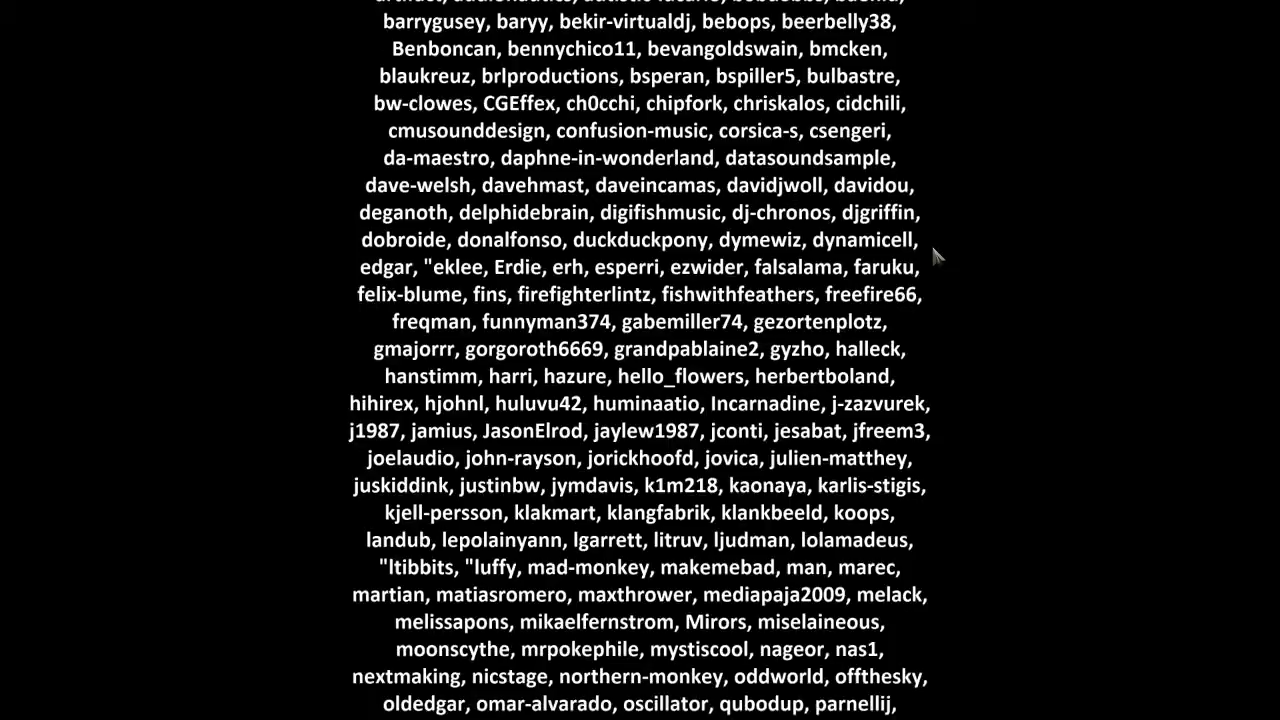 barrygusey, baryy, bekir-virtualdj, bebops, beerbelly38,
Benboncan, bennychico11, bevangoldswain, bmcken,
blaukreuz, brlproductions, bsperan, bspiller5, bulbastre,
bw-clowes, CGEffex, ch0cchi, chipfork, chriskalos, cidchili,
cmusounddesign, confusion-music, corsica-s, csengeri,
da-maestro, daphne-in-wonderland, datasoundsample,
dave-welsh, davehmast, daveincamas, davidjwoll, davidou,
deganoth, delphidebrain, digifishmusic, dj-chronos, djgriffin,
dobroide, donalfonso, duckduckpony, dymewiz, dynamicell,
edgar, "eklee, Erdie, erh, esperri, ezwider, falsalama, faruku,
felix-blume, fins, firefighterlintz, fishwithfeathers, freefire66,
freqman, funnyman374, gabemiller74, gezortenplotz,
gmajorrr, gorgoroth6669, grandpablaine2, gyzho, halleck,
hanstimm, harri, hazure, hello_flowers, herbertboland,
hihirex, hjohnl, huluvu42, huminaatio, Incarnadine, j-zazvurek,
j1987, jamius, JasonElrod, jaylew1987, jconti, jesabat, jfreem3,
joelaudio, john-rayson, jorickhoofd, jovica, julien-matthey,
juskiddink, justinbw, jymdavis, k1m218, kaonaya, karlis-stigis,
kjell-persson, klakmart, klangfabrik, klankbeeld, koops,
landub, lepolainyann, lgarrett, litruv, ljudman, lolamadeus,
"ltibbits, "luffy, mad-monkey, makemebad, man, marec,
martian, matiasromero, maxthrower, mediapaja2009, melack,
melissapons, mikaelfernstrom, Mirors, miselaineous,
moonscythe, mrpokephile, mystiscool, nageor, nas1,
nextmaking, nicstage, northern-monkey, oddworld, offthesky,
oldedgar, omar-alvarado, oscillator, qubodup, parnellij,